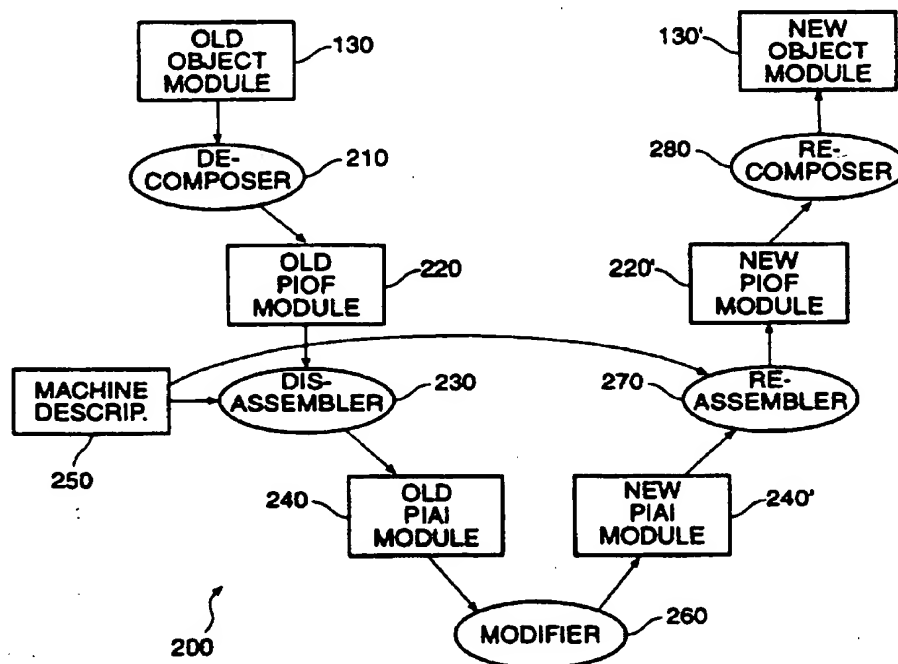 OLD
OBJECT
MODULE
130
130'
NEW
OBJECT
MODULE
DE-
COMPOSER
210
280
RE-
COMPOSER
OLD
PIOF
MODULE
220
220'
NEW
PIOF
MODULE
MACHINE
DESCRIP.
250
DIS-
ASSEMBLER
230
270
RE-
ASSEMBLER
240
OLD
PIAI
MODULE
NEW
PIAI
MODULE
240'
200
MODIFIER
260